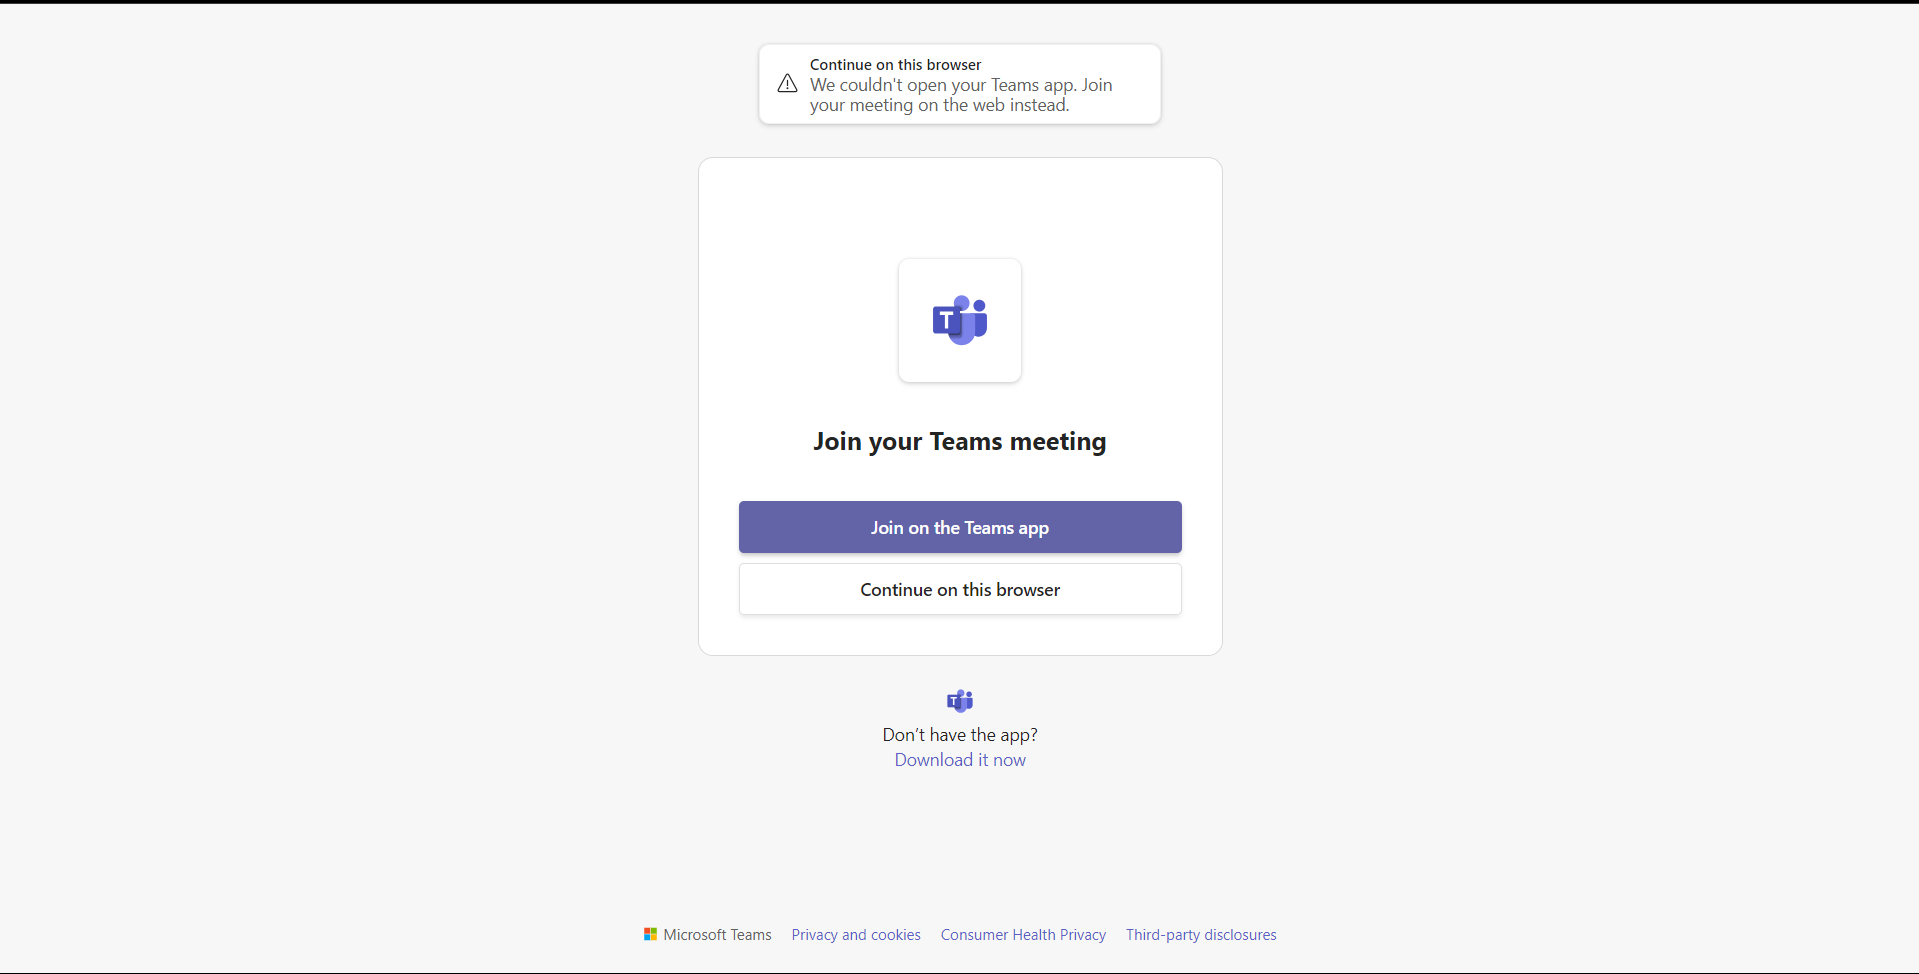 Continue on this browser
We couldn't open your Teams app. Join
your meeting on the web instead.
T
Join your Teams meeting
Join on the Teams app
Continue on this browser
T
Don’t have the app?
Download it now
Microsoft Teams Privacy and cookies Consumer Health Privacy Third-party disclosures